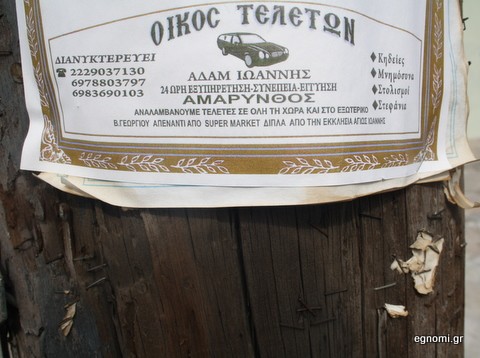 ΟΙΚΟΣ ΤΕΛΕΤΩΝ
ΔΙΑΝΥΚΤΕΡΕΥΕΙ
☎ 2229037130
6978803797
6983690103
ΑΔΑΜ ΙΩΑΝΝΗΣ
24 ΩΡΗ ΕΞΥΠΗΡΕΤΗΣΗ-ΣΥΝΕΠΕΙΑ-ΕΓΓΥΗΣΗ
ΑΜΑΡΥΝΘΟΣ
♦ Κηδείες
♦ Μνημόσυνα
♦ Στολισμοί
♦ Στεφάνια
ΑΝΑΛΑΜΒΑΝΟΥΜΕ ΤΕΛΕΤΕΣ ΣΕ ΟΛΗ ΤΗ ΧΩΡΑ ΚΑΙ ΣΤΟ ΕΞΩΤΕΡΙΚΟ
Β.ΓΕΩΡΓΙΟΥ ΑΠΕΝΑΝΤΙ ΑΠΟ SUPER MARKET ΔΙΠΛΑ ΑΠΟ ΤΗΝ ΕΚΚΛΗΣΙΑ ΑΓΙΟΣ ΙΩΑΝΝΗΣ
egnomi.gr